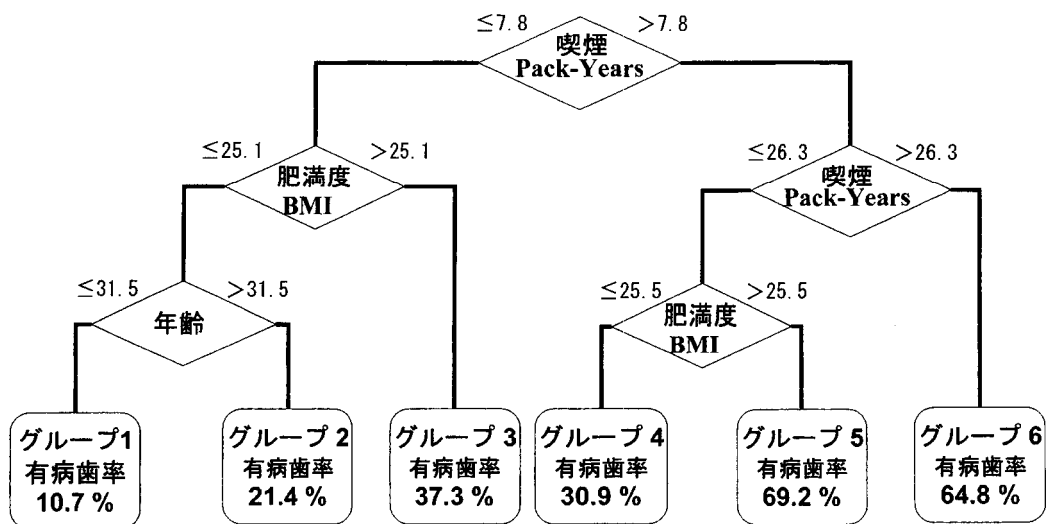 ≦7.8
>7.8
喫煙
Pack-Years
≦25.1
>25.1
肥満度
BMI
≦26.3
>26.3
喫煙
Pack-Years
≦31.5
>31.5
年齢
≦25.5
>25.5
肥満度
BMI
グループ1
有病歯率
10.7 %
グループ 2
有病歯率
21.4 %
グループ 3
有病歯率
37.3 %
グループ 4
有病歯率
30.9 %
グループ 5
有病歯率
69.2 %
グループ 6
有病歯率
64.8 %